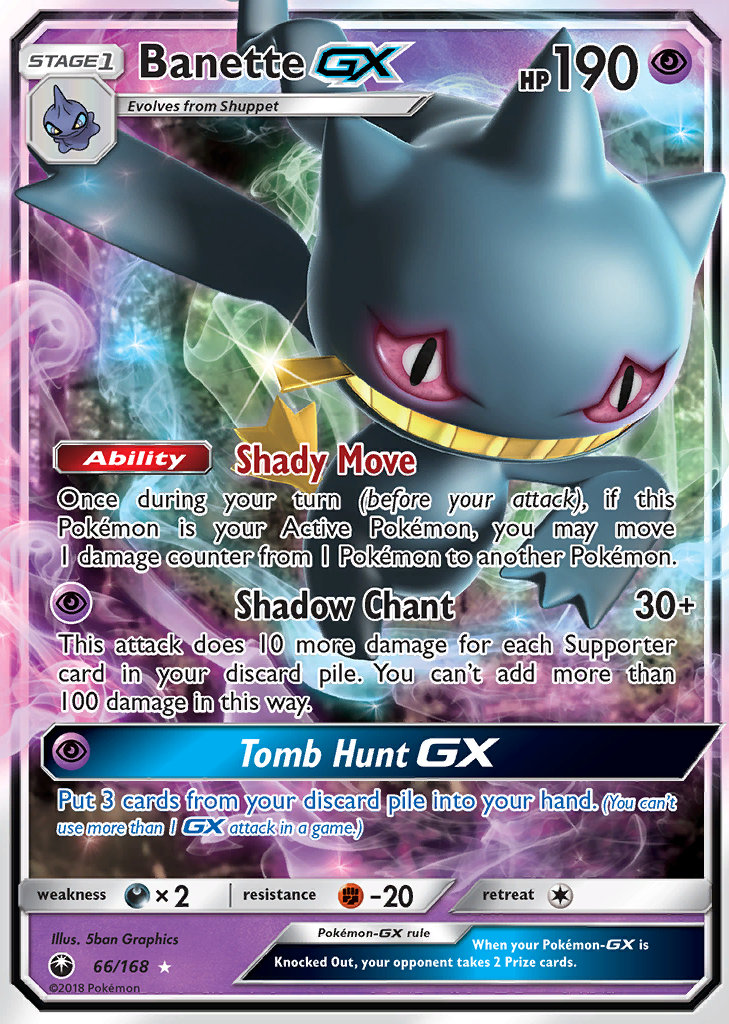 STAGE1
Banette GX
HP190
Evolves from Shuppet
Ability Shady Move
Once during your turn (before your attack), if this
Pokémon is your Active Pokémon, you may move
1 damage counter from 1 Pokémon to another Pokémon.
Shadow Chant 30+
This attack does 10 more damage for each Supporter
card in your discard pile. You can't add more than
100 damage in this way.
Tomb Hunt GX
Put 3 cards from your discard pile into your hand. (You can't
use more than 1 GX attack in a game.)
weakness ×2 resistance -20 retreat
Illus. 5ban Graphics
66/168
©2018 Pokémon
Pokémon-GX rule
When your Pokémon-GX is
Knocked Out, your opponent takes 2 Prize cards.